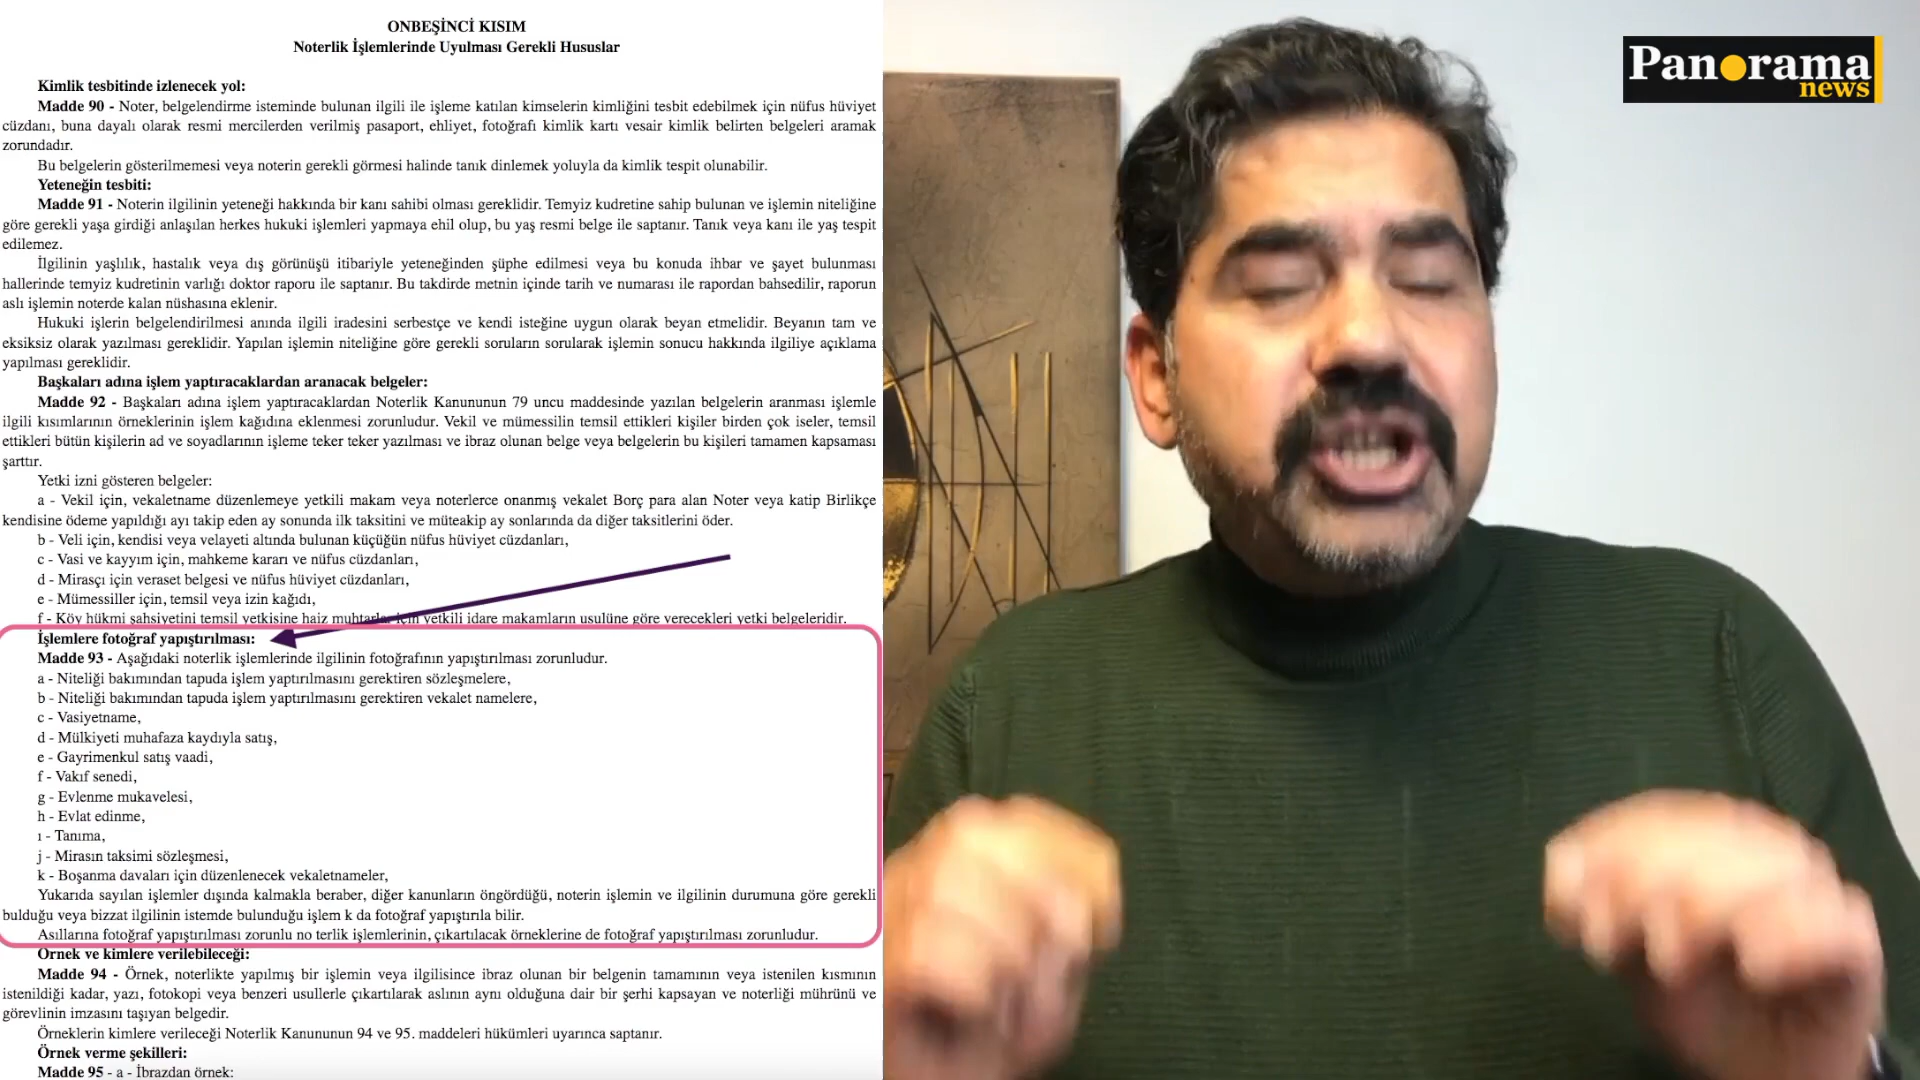 ONBEŞİNCİ KISIM
Noterlik İşlemlerinde Uyulması Gerekli Hususlar
Kimlik tesbitinde izlenecek yol:
Madde 90 - Noter, belgelendirme isteminde bulunan ilgili ile işleme katılan kimselerin kimliğini tesbit edebilmek için nüfus hüviyet
cüzdanı, buna dayalı olarak resmi mercilerden verilmiş pasaport, ehliyet, fotoğrafı kimlik kartı vesair kimlik belirten belgeleri aramak
zorundadır.
Bu belgelerin gösterilmemesi veya noterin gerekli görmesi halinde tanık dinlemek yoluyla da kimlik tespit olunabilir.
Yeteneğin tesbiti:
Madde 91 - Noterin ilgilinin yeteneği hakkında bir kanı sahibi olması gereklidir. Temyiz kudretine sahip bulunan ve işlemin niteliğine
göre gerekli yaşa girdiği anlaşılan herkes hukuki işlemleri yapmaya ehil olup, bu yaş resmi belge ile saptanır. Tanık veya kanı ile yaş tespit
edilemez.
İlgilinin yaşlılık, hastalık veya dış görünüşü itibariyle yeteneğinden şüphe edilmesi veya bu konuda ihbar ve şayet bulunması
hallerinde temyiz kudretinin varlığı doktor raporu ile saptanır. Bu takdirde metnin içinde tarih ve numarası ile rapordan bahsedilir, raporun
aslı işlemin noterde kalan nüshasına eklenir.
Hukuki işlerin belgelendirilmesi anında ilgili iradesini serbestçe ve kendi isteğine uygun olarak beyan etmelidir. Beyanın tam ve
eksiksiz olarak yazılması gereklidir. Yapılan işlemin niteliğine göre gerekli soruların sorularak işlemin sonucu hakkında ilgiliye açıklama
yapılması gereklidir.
Başkaları adına işlem yaptıracaklardan aranacak belgeler:
Madde 92 - Başkaları adına işlem yaptıracaklardan Noterlik Kanununun 79 uncu maddesinde yazılan belgelerin aranması işlemle
ilgili kısımlarının örneklerinin işlem kağıdına eklenmesi zorunludur. Vekil ve mümessilin temsil ettikleri kişiler birden çok iseler, temsil
ettikleri bütün kişilerin ad ve soyadlarının işleme teker teker yazılması ve ibraz olunan belge veya belgelerin bu kişileri tamamen kapsaması
şarttır.
Yetki izni gösteren belgeler:
a - Vekil için, vekaletname düzenlemeye yetkili makam veya noterlerce onanmış vekalet Borç para alan Noter veya katip Birlikçe
kendisine ödeme yapıldığı ayı takip eden ay sonunda ilk taksitini ve müteakip ay sonlarında da diğer taksitlerini öder.
b - Veli için, kendisi veya velayeti altında bulunan küçüğün nüfus hüviyet cüzdanları,
c - Vasi ve kayyım için, mahkeme kararı ve nüfus cüzdanları,
d - Mirasçı için veraset belgesi ve nüfus hüviyet cüzdanları,
e - Mümessiller için, temsil veya izin kağıdı,
f - Köy hükmi şahsiyetini temsil yetkisine haiz muhtarlar için yetkili idare makamların usulüne göre verecekleri yetki belgeleridir.
İşlemlere fotoğraf yapıştırılması:
Madde 93 - Aşağıdaki noterlik işlemlerinde ilgilinin fotoğrafının yapıştırılması zorunludur.
a - Niteliği bakımından tapuda işlem yaptırılmasını gerektiren sözleşmelere,
b - Niteliği bakımından tapuda işlem yaptırılmasını gerektiren vekalet namelere,
c - Vasiyetname,
d - Mülkiyeti muhafaza kaydıyla satış,
e - Gayrimenkul satış vaadi,
f - Vakıf senedi,
g - Evlenme mukavelesi,
h - Evlat edinme,
ı - Tanıma,
j - Mirasın taksimi sözleşmesi,
k - Boşanma davaları için düzenlenecek vekaletnameler,
Yukarıda sayılan işlemler dışında kalmakla beraber, diğer kanunların öngördüğü, noterin işlemin ve ilgilinin durumuna göre gerekli
bulduğu veya bizzat ilgilinin istemde bulunduğu işlem k da fotoğraf yapıştırıla bilir.
Asıllarına fotoğraf yapıştırılması zorunlu no terlik işlemlerinin, çıkartılacak örneklerine de fotoğraf yapıştırılması zorunludur.
Örnek ve kimlere verilebileceği:
Madde 94 - Örnek, noterlikte yapılmış bir işlemin veya ilgilisince ibraz olunan bir belgenin tamamının veya istenilen kısmının
istenildiği kadar, yazı, fotokopi veya benzeri usullerle çıkartılarak aslının aynı olduğuna dair bir şerhi kapsayan ve noterliği mührünü ve
görevlinin imzasını taşıyan belgedir.
Örneklerin kimlere verileceği Noterlik Kanununun 94 ve 95. maddeleri hükümleri uyarınca saptanır.
Örnek verme şekilleri:
Madde 95 - a - İbrazdan örnek:
Panorama
news